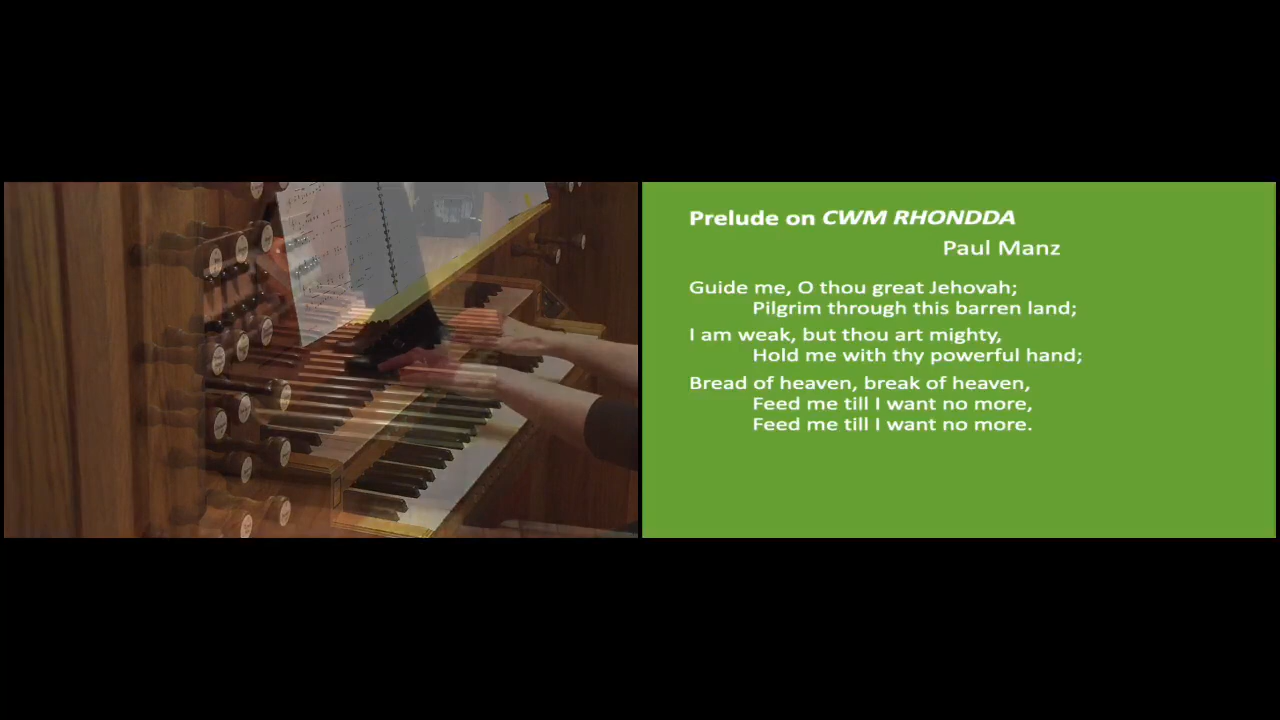 Prelude on CWM RHONDDA
Paul Manz
Guide me, O thou great Jehovah;
Pilgrim through this barren land;
I am weak, but thou art mighty,
Hold me with thy powerful hand;
Bread of heaven, break of heaven,
Feed me till I want no more,
Feed me till I want no more.